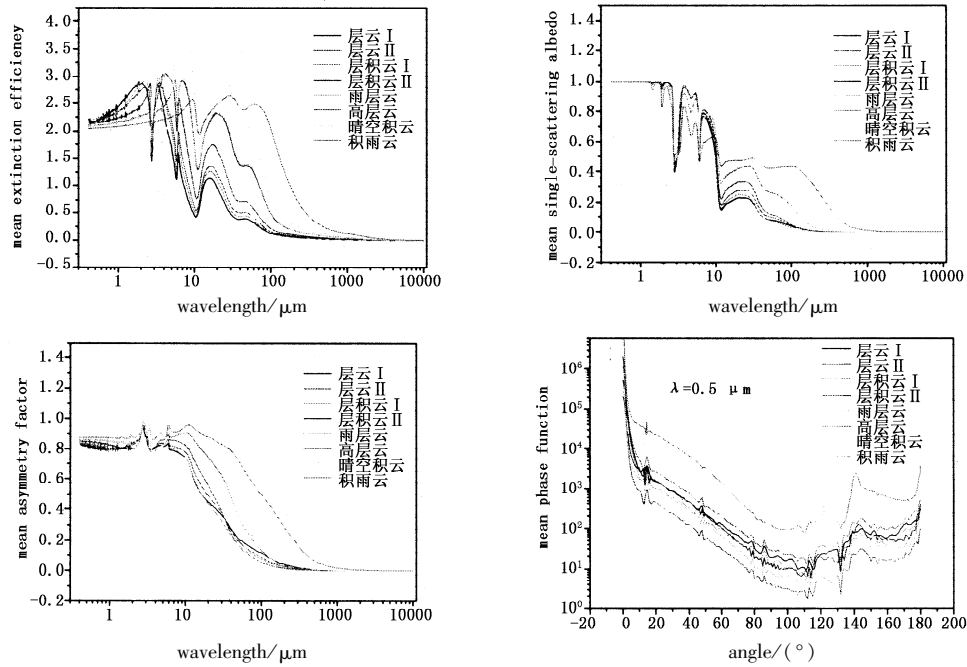 mean extinction efficiency
4.0
3.5
3.0
2.5
2.0
1.5
1.0
0.5
0.0
-0.5
层云Ⅰ
层云Ⅱ
层积云Ⅰ
层积云Ⅱ
雨层云
高层云
晴空积云
积雨云
1 10 100 1000 10000
wavelength/μm
mean single-scattering albedo
1.4
1.2
1.0
0.8
0.6
0.4
0.2
0.0
-0.2
层云Ⅰ
层云Ⅱ
层积云Ⅰ
层积云Ⅱ
雨层云
高层云
晴空积云
积雨云
1 10 100 1000 10000
wavelength/μm
mean asymmetry factor
1.4
1.2
1.0
0.8
0.6
0.4
0.2
0.0
-0.2
层云Ⅰ
层云Ⅱ
层积云Ⅰ
层积云Ⅱ
雨层云
高层云
晴空积云
积雨云
1 10 100 1000 10000
wavelength/μm
mean phase function
10⁶
10⁵
10⁴
10³
10²
10¹
10⁰
λ=0.5 μm
层云Ⅰ
层云Ⅱ
层积云Ⅰ
层积云Ⅱ
雨层云
高层云
晴空积云
积雨云
-20 0 20 40 60 80 100 120 140 160 180 200
angle/(°)